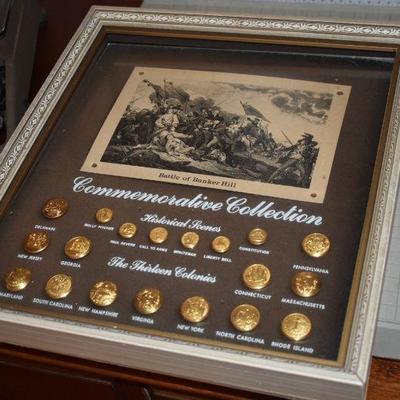 Battle of Bunker Hill
Commemorative Collection
Historical Scenes
DELAWARE
MOLLY PITCHER
PAUL REVERE
CALL TO ARMS
MINUTEMAN
LIBERTY BELL
CONSTITUTION
PENNSYLVANIA
The Thirteen Colonies
NEW JERSEY
GEORGIA
CONNECTICUT
MASSACHUSETTS
MARYLAND
SOUTH CAROLINA
NEW HAMPSHIRE
VIRGINIA
NEW YORK
NORTH CAROLINA
RHODE ISLAND